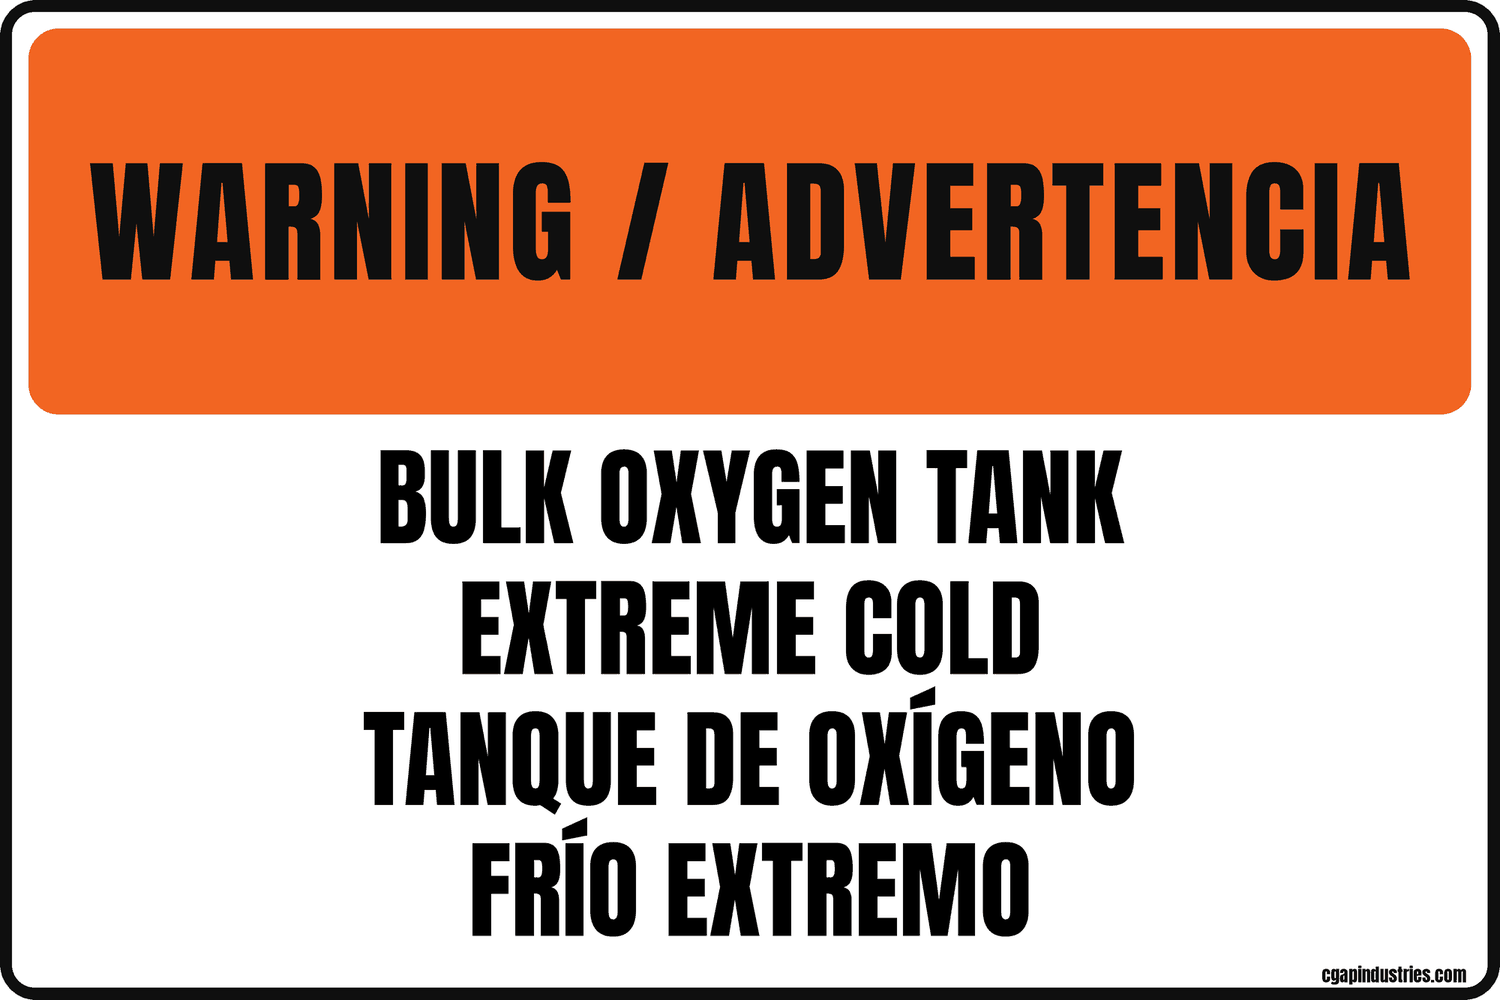 WARNING / ADVERTENCIA
BULK OXYGEN TANK
EXTREME COLD
TANQUE DE OXÍGENO
FRÍO EXTREMO
cgapindustries.com